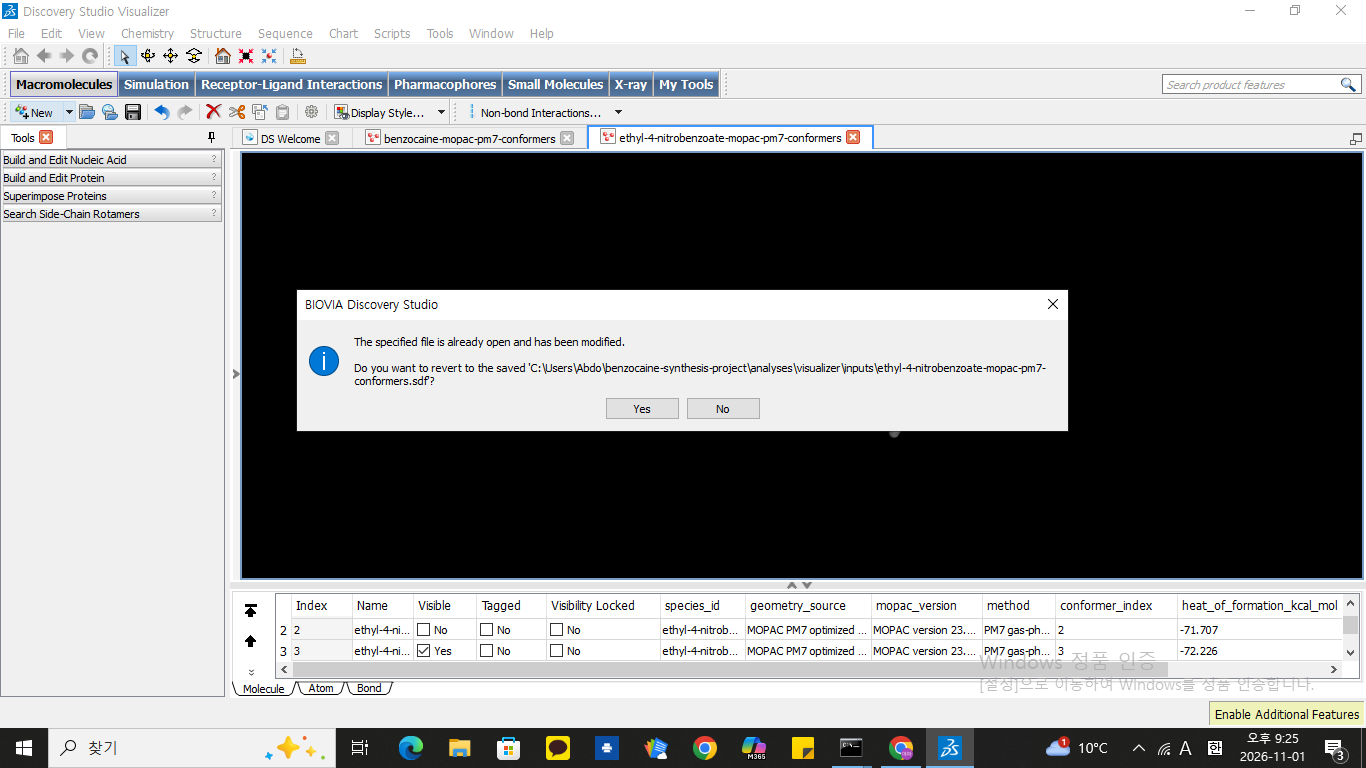 Discovery Studio Visualizer
File Edit View Chemistry Structure Sequence Chart Scripts Tools Window Help
Macromolecules Simulation Receptor-Ligand Interactions Pharmacophores Small Molecules X-ray My Tools
Search product features
New Display Style... Non-bond Interactions...
Tools
DS Welcome benzocaine-mopac-pm7-conformers ethyl-4-nitrobenzoate-mopac-pm7-conformers
Build and Edit Nucleic Acid ?
Build and Edit Protein ?
Superimpose Proteins ?
Search Side-Chain Rotamers ?
BIOVIA Discovery Studio
The specified file is already open and has been modified.
Do you want to revert to the saved 'C:\Users\Abdo\benzocaine-synthesis-project\analyses\visualizer\inputs\ethyl-4-nitrobenzoate-mopac-pm7-
conformers.sdf'?
Yes No
Index Name Visible Tagged Visibility Locked species_id geometry_source mopac_version method conformer_index heat_of_formation_kcal_mol
2 2 ethyl-4-ni... No No No ethyl-4-nitrob... MOPAC PM7 optimized ... MOPAC version 23.... PM7 gas-ph... 2 -71.707
3 3 ethyl-4-ni... Yes No No ethyl-4-nitrob... MOPAC PM7 optimized ... MOPAC version 23.... PM7 gas-ph... 3 -72.226
Windows 정품 인증
[설정]으로 이동하여 Windows를 정품 인증합니다.
Molecule Atom Bond
Enable Additional Features
찾기
M365
1
10°C
A
한
오후 9:25
2026-11-01
3